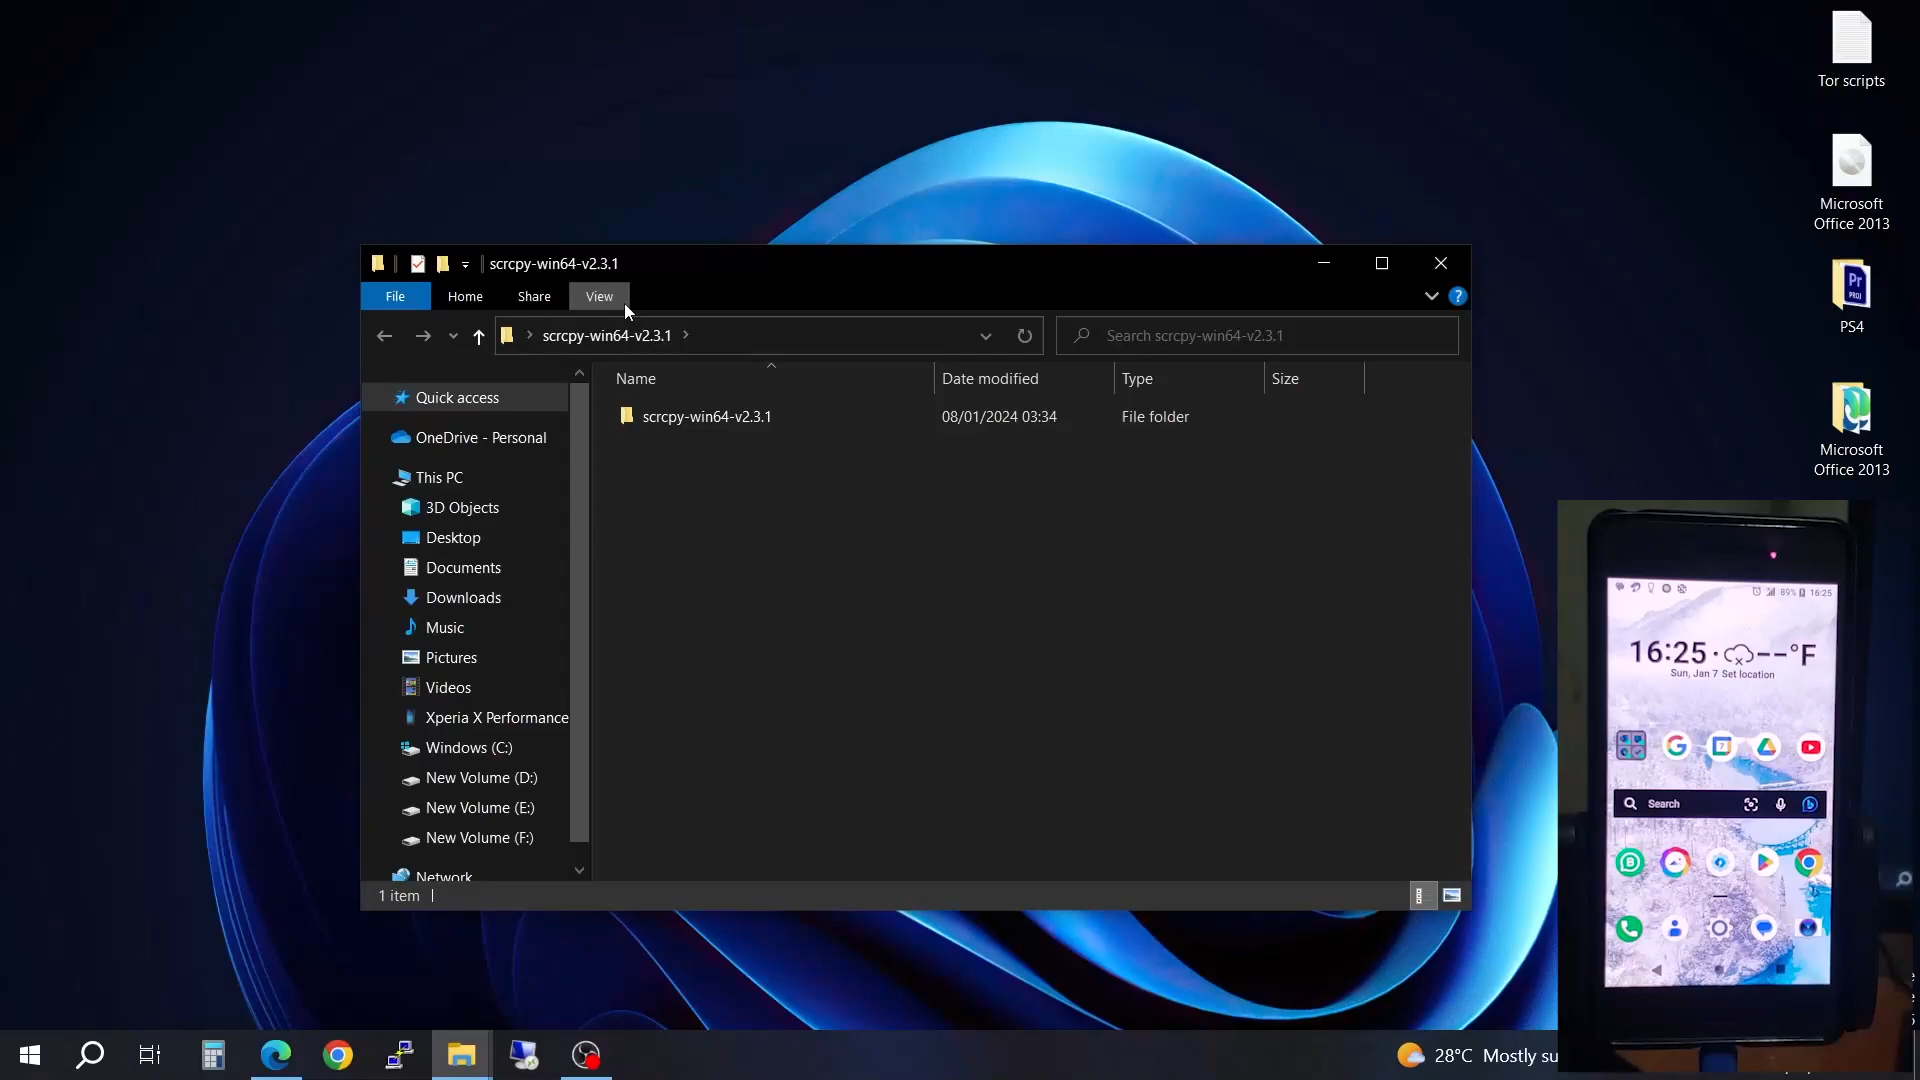 Tor scripts
Microsoft
Office 2013
PS4
Microsoft
Office 2013
scrcpy-win64-v2.3.1
File Home Share View
scrcpy-win64-v2.3.1
Search scrcpy-win64-v2.3.1
Name Date modified Type Size
scrcpy-win64-v2.3.1 08/01/2024 03:34 File folder
Quick access
OneDrive - Personal
This PC
3D Objects
Desktop
Documents
Downloads
Music
Pictures
Videos
Xperia X Performance
Windows (C:)
New Volume (D:)
New Volume (E:)
New Volume (F:)
Network
1 item
89% 16:25
16:25 · --°F
Sun, Jan 7 Set location
Search
28°C Mostly su